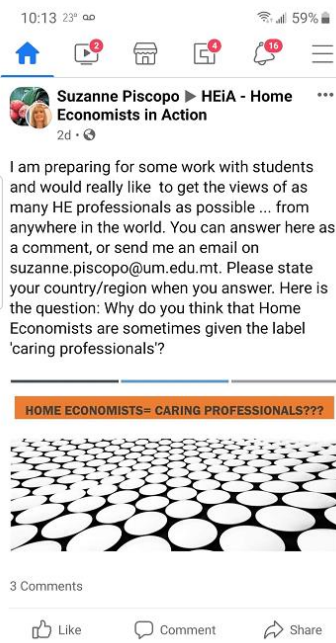 10:13 23° 59%
2 4 16
Suzanne Piscopo ▶ HEiA - Home
Economists in Action
2d ·
I am preparing for some work with students
and would really like to get the views of as
many HE professionals as possible ... from
anywhere in the world. You can answer here as
a comment, or send me an email on
suzanne.piscopo@um.edu.mt. Please state
your country/region when you answer. Here is
the question: Why do you think that Home
Economists are sometimes given the label
'caring professionals'?
HOME ECONOMISTS= CARING PROFESSIONALS???
3 Comments
Like Comment Share